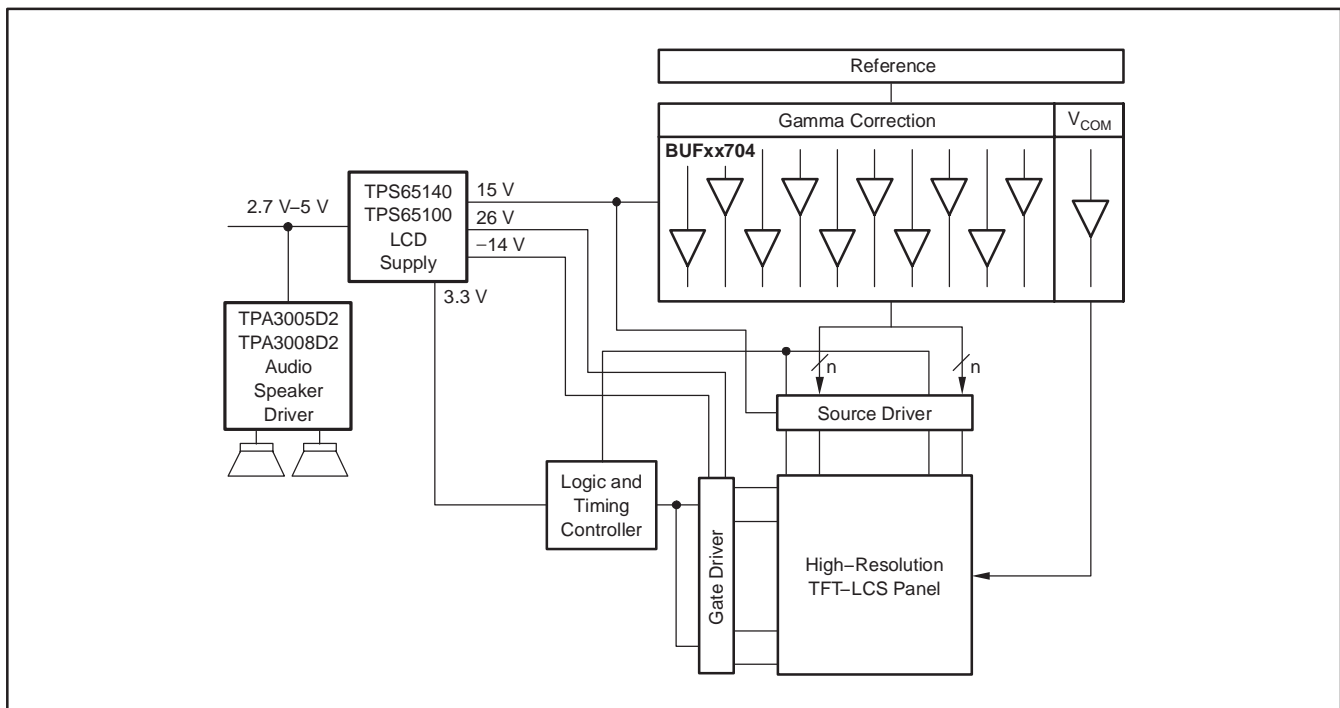 Reference
Gamma Correction
VCOM
BUFxx704
TPS65140
TPS65100
LCD
Supply
2.7 V–5 V
15 V
26 V
–14 V
3.3 V
TPA3005D2
TPA3008D2
Audio
Speaker
Driver
n
n
Source Driver
Logic and
Timing
Controller
Gate Driver
High–Resolution
TFT–LCS Panel